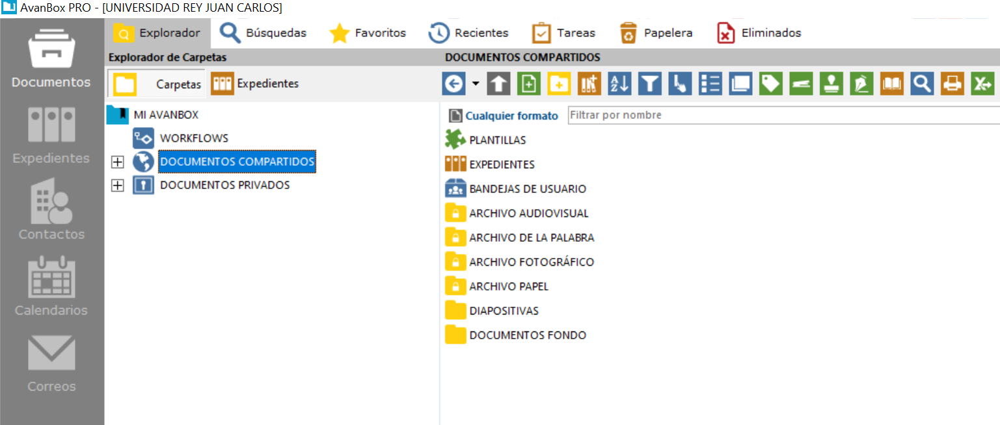 AvanBox PRO - [UNIVERSIDAD REY JUAN CARLOS]
Documentos
Expedientes
Contactos
Calendarios
Correos
Explorador
Búsquedas
Favoritos
Recientes
Tareas
Papelera
Eliminados
Explorador de Carpetas
Carpetas
Expedientes
MI AVANBOX
WORKFLOWS
DOCUMENTOS COMPARTIDOS
DOCUMENTOS PRIVADOS
DOCUMENTOS COMPARTIDOS
A
Z
Cualquier formato
Filtrar por nombre
PLANTILLAS
EXPEDIENTES
BANDEJAS DE USUARIO
ARCHIVO AUDIOVISUAL
ARCHIVO DE LA PALABRA
ARCHIVO FOTOGRÁFICO
ARCHIVO PAPEL
DIAPOSITIVAS
DOCUMENTOS FONDO